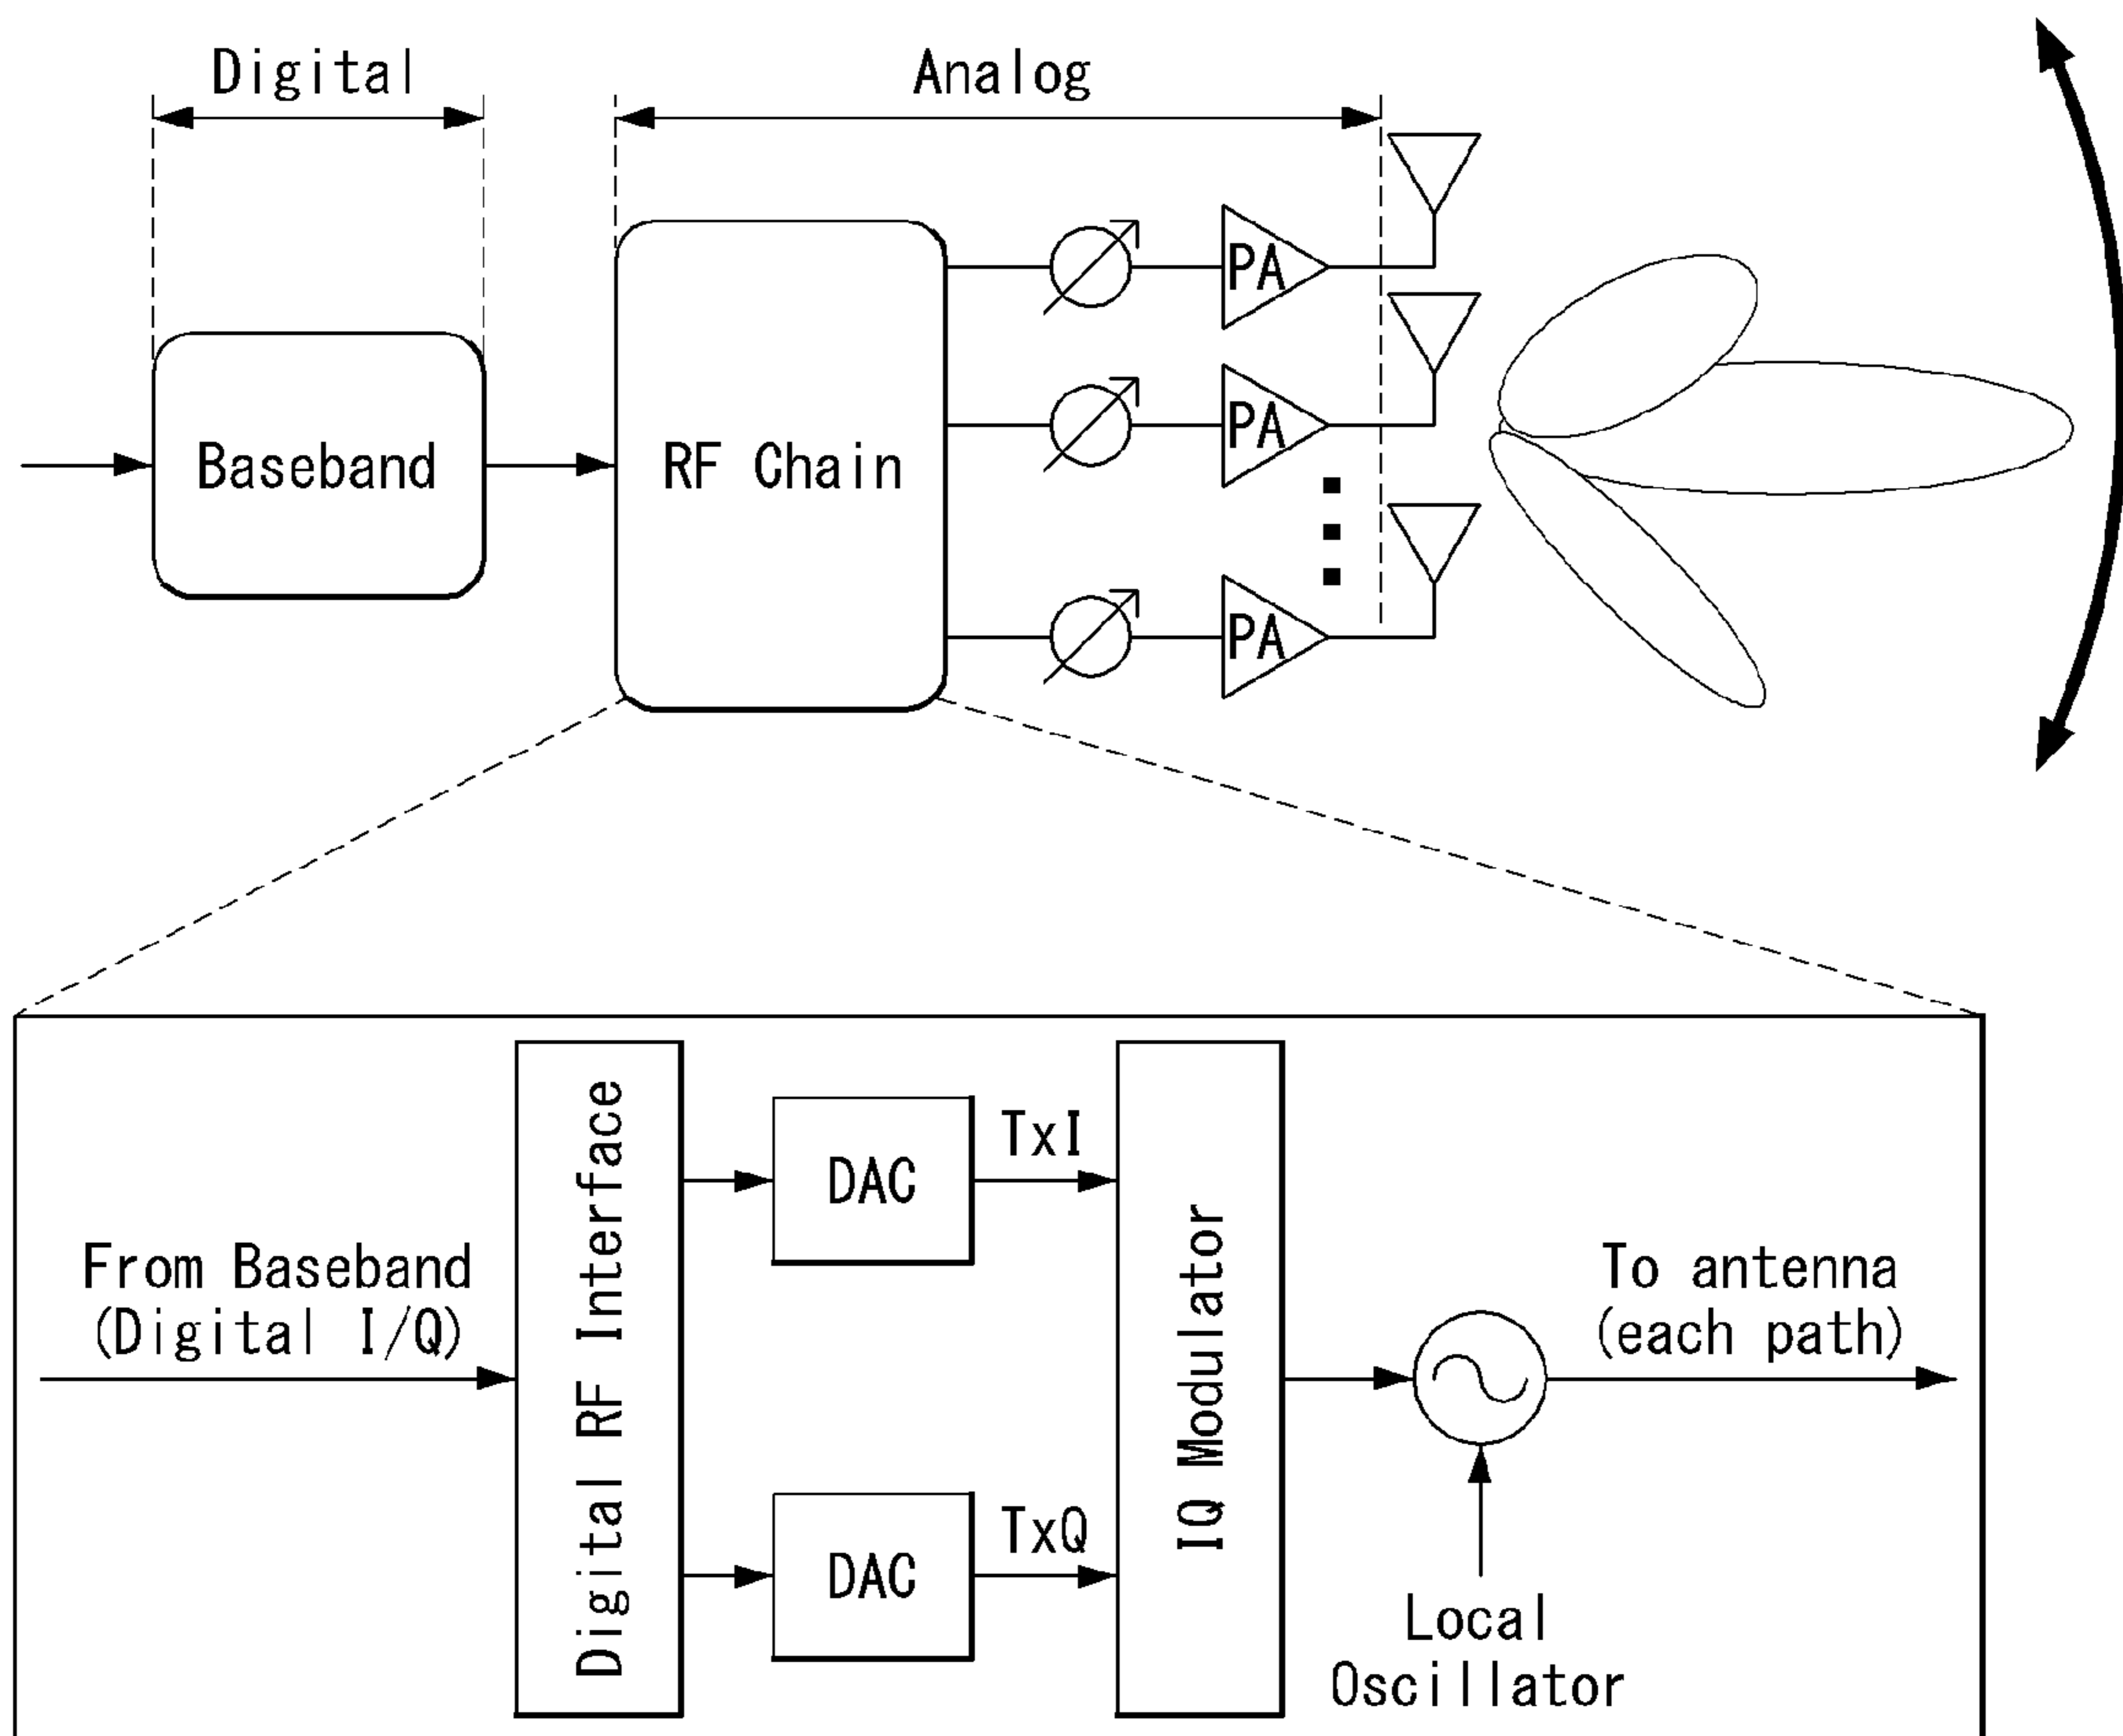 Digital
Analog
Baseband
RF Chain
PA
PA
PA
From Baseband
(Digital I/Q)
Digital RF Interface
DAC
TxI
DAC
TxQ
IQ Modulator
To antenna
(each path)
Local
Oscillator